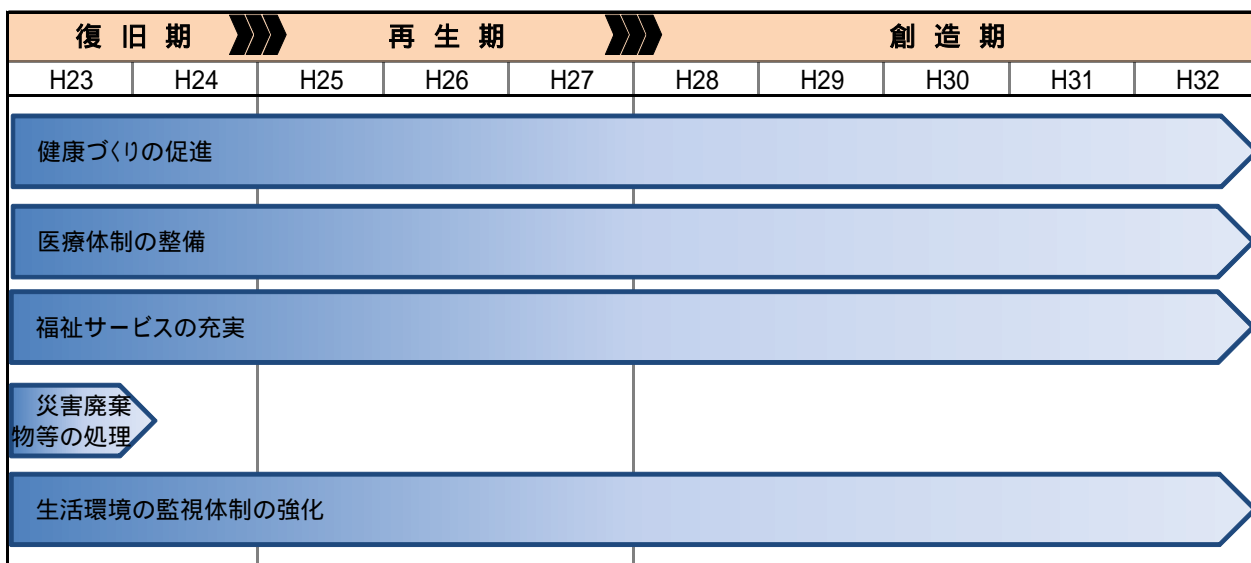 復旧期 再生期 創造期
H23 H24 H25 H26 H27 H28 H29 H30 H31 H32
健康づくりの促進
医療体制の整備
福祉サービスの充実
災害廃棄
物等の処理
生活環境の監視体制の強化